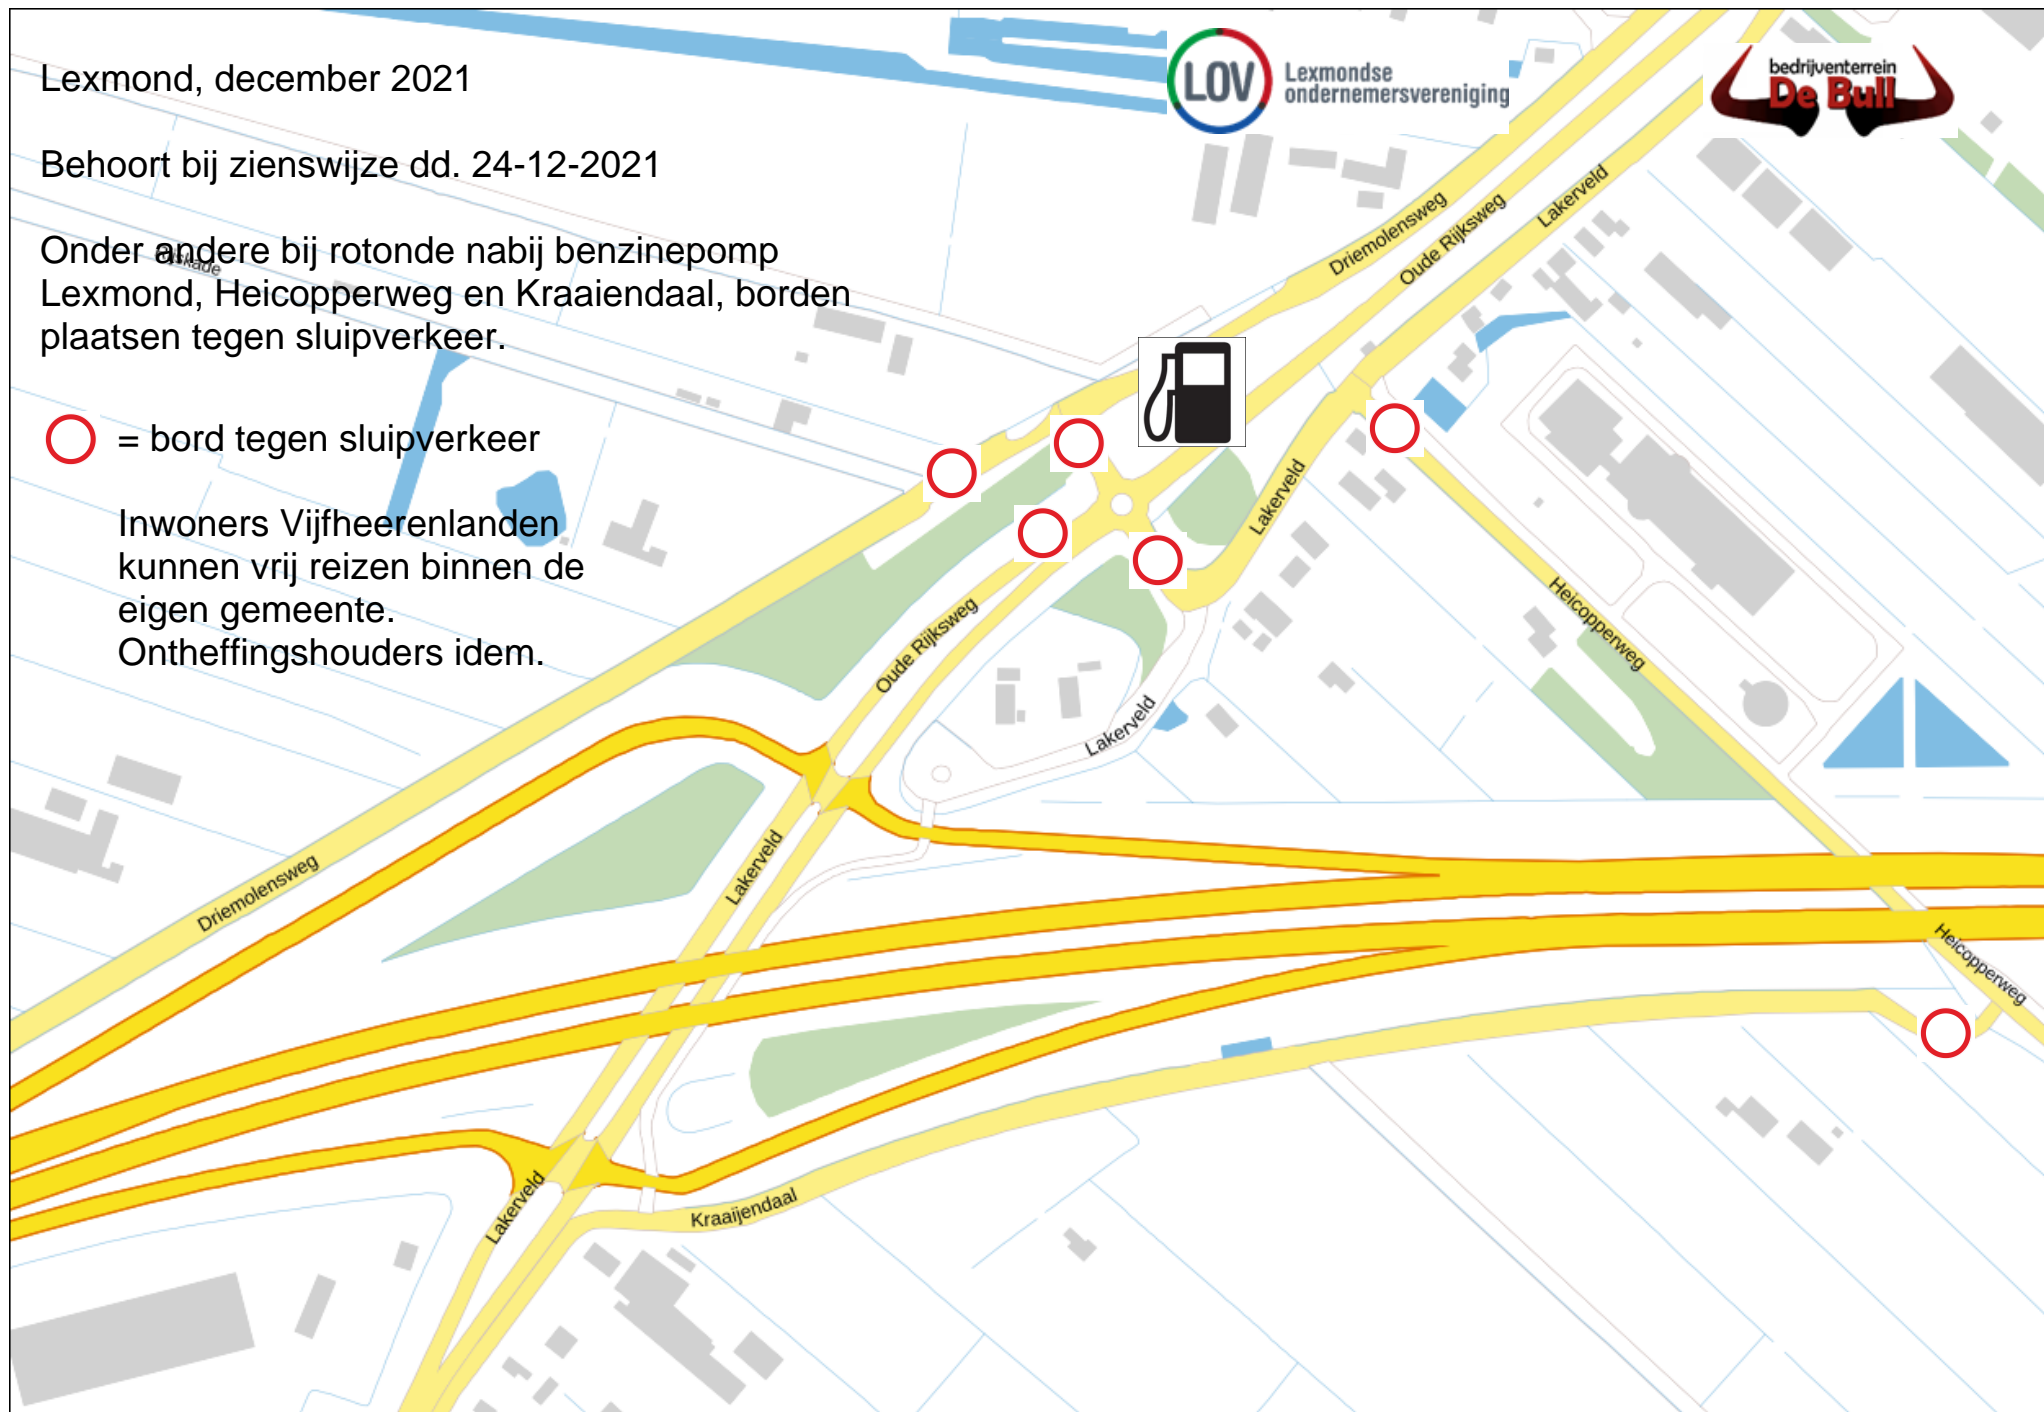 Lexmond, december 2021
LOV
Lexmondse
ondernemersvereniging
bedrijventerrein
De Bull
Behoort bij zienswijze dd. 24-12-2021
Onder andere bij rotonde nabij benzinepomp
Lexmond, Heicopperweg en Kraaiendaal, borden
plaatsen tegen sluipverkeer.
= bord tegen sluipverkeer
Inwoners Vijfheerenlanden
kunnen vrij reizen binnen de
eigen gemeente.
Ontheffingshouders idem.
Driemolensweg
Oude Rijksweg
Lakerveld
Lakerveld
Heicopperweg
Oude Rijksweg
Lakerveld
Lakerveld
Driemolensweg
Heicopperweg
Lakerveld
Kraaijendaal